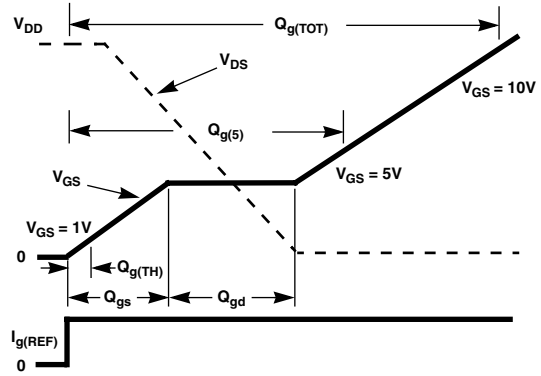 V_DD
Q_g(TOT)
V_DS
V_GS = 10V
Q_g(5)
V_GS
V_GS = 5V
V_GS = 1V
0
Q_g(TH)
Q_gs
Q_gd
I_g(REF)
0